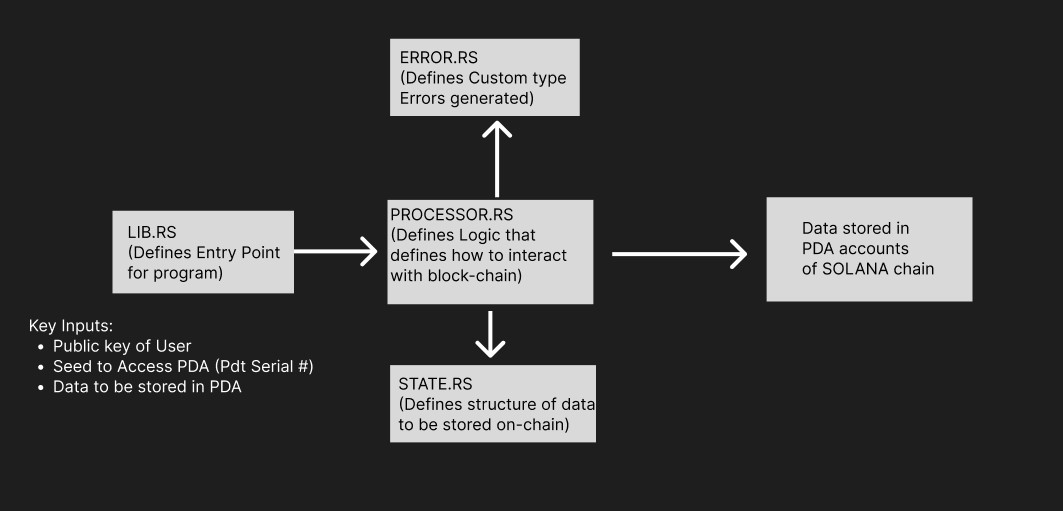 ERROR.RS
(Defines Custom type
Errors generated)
LIB.RS
(Defines Entry Point
for program)
PROCESSOR.RS
(Defines Logic that
defines how to interact
with block-chain)
Data stored in
PDA accounts
of SOLANA chain
Key Inputs:
• Public key of User
• Seed to Access PDA (Pdt Serial #)
• Data to be stored in PDA
STATE.RS
(Defines structure of data
to be stored on-chain)